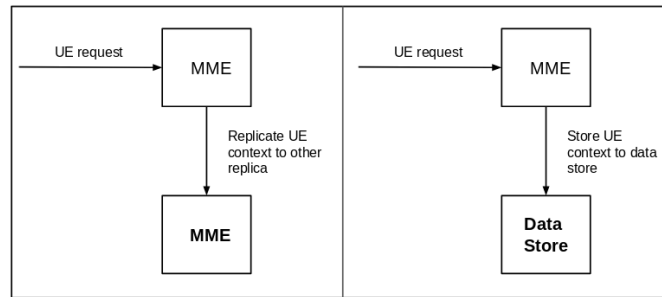 UE request
MME
Replicate UE
context to other
replica
MME
UE request
MME
Store UE
context to data
store
Data
Store